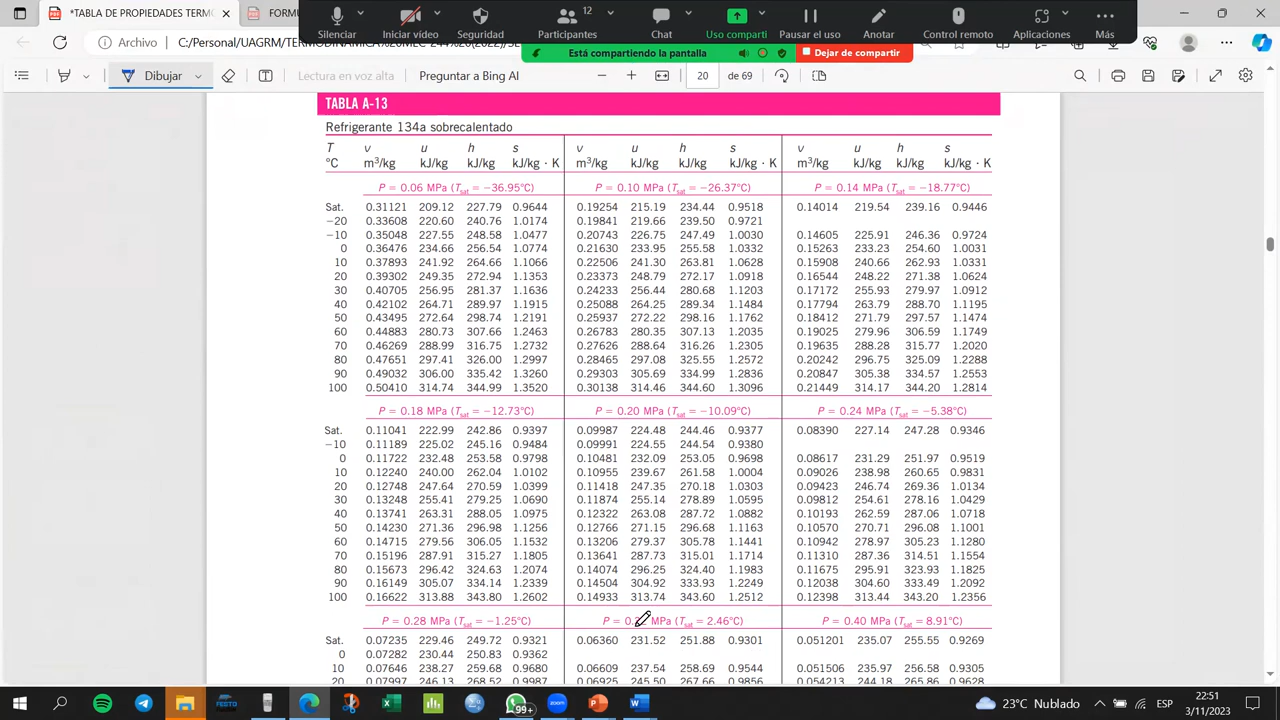 *TABLA DE PROPIEDADES TERM
FORMU
Silenciar
Iniciar vídeo
Seguridad
12
Participantes
Chat
Uso comparti
Pausar el uso
Anotar
Control remoto
Aplicaciones
Más
Archivo
C:/Personal/UAGRM/TERMODINAMICA
Está compartiendo la pantalla
Dejar de compartir
Dibujar
Lectura en voz alta
Preguntar a Bing AI
20
de 69
TABLA A-13
Refrigerante 134a sobrecalentado
T v u h s v u h s v u h s
°C m³/kg kJ/kg kJ/kg kJ/kg · K m³/kg kJ/kg kJ/kg kJ/kg · K m³/kg kJ/kg kJ/kg kJ/kg · K
P = 0.06 MPa (Tsat = −36.95°C) P = 0.10 MPa (Tsat = −26.37°C) P = 0.14 MPa (Tsat = −18.77°C)
Sat. 0.31121 209.12 227.79 0.9644 0.19254 215.19 234.44 0.9518 0.14014 219.54 239.16 0.9446
−20 0.33608 220.60 240.76 1.0174 0.19841 219.66 239.50 0.9721
−10 0.35048 227.55 248.58 1.0477 0.20743 226.75 247.49 1.0030 0.14605 225.91 246.36 0.9724
0 0.36476 234.66 256.54 1.0774 0.21630 233.95 255.58 1.0332 0.15263 233.23 254.60 1.0031
10 0.37893 241.92 264.66 1.1066 0.22506 241.30 263.81 1.0628 0.15908 240.66 262.93 1.0331
20 0.39302 249.35 272.94 1.1353 0.23373 248.79 272.17 1.0918 0.16544 248.22 271.38 1.0624
30 0.40705 256.95 281.37 1.1636 0.24233 256.44 280.68 1.1203 0.17172 255.93 279.97 1.0912
40 0.42102 264.71 289.97 1.1915 0.25088 264.25 289.34 1.1484 0.17794 263.79 288.70 1.1195
50 0.43495 272.64 298.74 1.2191 0.25937 272.22 298.16 1.1762 0.18412 271.79 297.57 1.1474
60 0.44883 280.73 307.66 1.2463 0.26783 280.35 307.13 1.2035 0.19025 279.96 306.59 1.1749
70 0.46269 288.99 316.75 1.2732 0.27626 288.64 316.26 1.2305 0.19635 288.28 315.77 1.2020
80 0.47651 297.41 326.00 1.2997 0.28465 297.08 325.55 1.2572 0.20242 296.75 325.09 1.2288
90 0.49032 306.00 335.42 1.3260 0.29303 305.69 334.99 1.2836 0.20847 305.38 334.57 1.2553
100 0.50410 314.74 344.99 1.3520 0.30138 314.46 344.60 1.3096 0.21449 314.17 344.20 1.2814
P = 0.18 MPa (Tsat = −12.73°C) P = 0.20 MPa (Tsat = −10.09°C) P = 0.24 MPa (Tsat = −5.38°C)
Sat. 0.11041 222.99 242.86 0.9397 0.09987 224.48 244.46 0.9377 0.08390 227.14 247.28 0.9346
−10 0.11189 225.02 245.16 0.9484 0.09991 224.55 244.54 0.9380
0 0.11722 232.48 253.58 0.9798 0.10481 232.09 253.05 0.9698 0.08617 231.29 251.97 0.9519
10 0.12240 240.00 262.04 1.0102 0.10955 239.67 261.58 1.0004 0.09026 238.98 260.65 0.9831
20 0.12748 247.64 270.59 1.0399 0.11418 247.35 270.18 1.0303 0.09423 246.74 269.36 1.0134
30 0.13248 255.41 279.25 1.0690 0.11874 255.14 278.89 1.0595 0.09812 254.61 278.16 1.0429
40 0.13741 263.31 288.05 1.0975 0.12322 263.08 287.72 1.0882 0.10193 262.59 287.06 1.0718
50 0.14230 271.36 296.98 1.1256 0.12766 271.15 296.68 1.1163 0.10570 270.71 296.08 1.1001
60 0.14715 279.56 306.05 1.1532 0.13206 279.37 305.78 1.1441 0.10942 278.97 305.23 1.1280
70 0.15196 287.91 315.27 1.1805 0.13641 287.73 315.01 1.1714 0.11310 287.36 314.51 1.1554
80 0.15673 296.42 324.63 1.2074 0.14074 296.25 324.40 1.1983 0.11675 295.91 323.93 1.1825
90 0.16149 305.07 334.14 1.2339 0.14504 304.92 333.93 1.2249 0.12038 304.60 333.49 1.2092
100 0.16622 313.88 343.80 1.2602 0.14933 313.74 343.60 1.2512 0.12398 313.44 343.20 1.2356
P = 0.28 MPa (Tsat = −1.25°C) P = 0. MPa (Tsat = 2.46°C) P = 0.40 MPa (Tsat = 8.91°C)
Sat. 0.07235 229.46 249.72 0.9321 0.06360 231.52 251.88 0.9301 0.051201 235.07 255.55 0.9269
0 0.07282 230.44 250.83 0.9362
10 0.07646 238.27 259.68 0.9680 0.06609 237.54 258.69 0.9544 0.051506 235.97 256.58 0.9305
20 0.07997 246.13 268.52 0.9987 0.06925 245.50 267.66 0.9856 0.054213 244.18 265.86 0.9628
FESTO
99+
23°C Nublado
ESP
22:51
3/11/2023